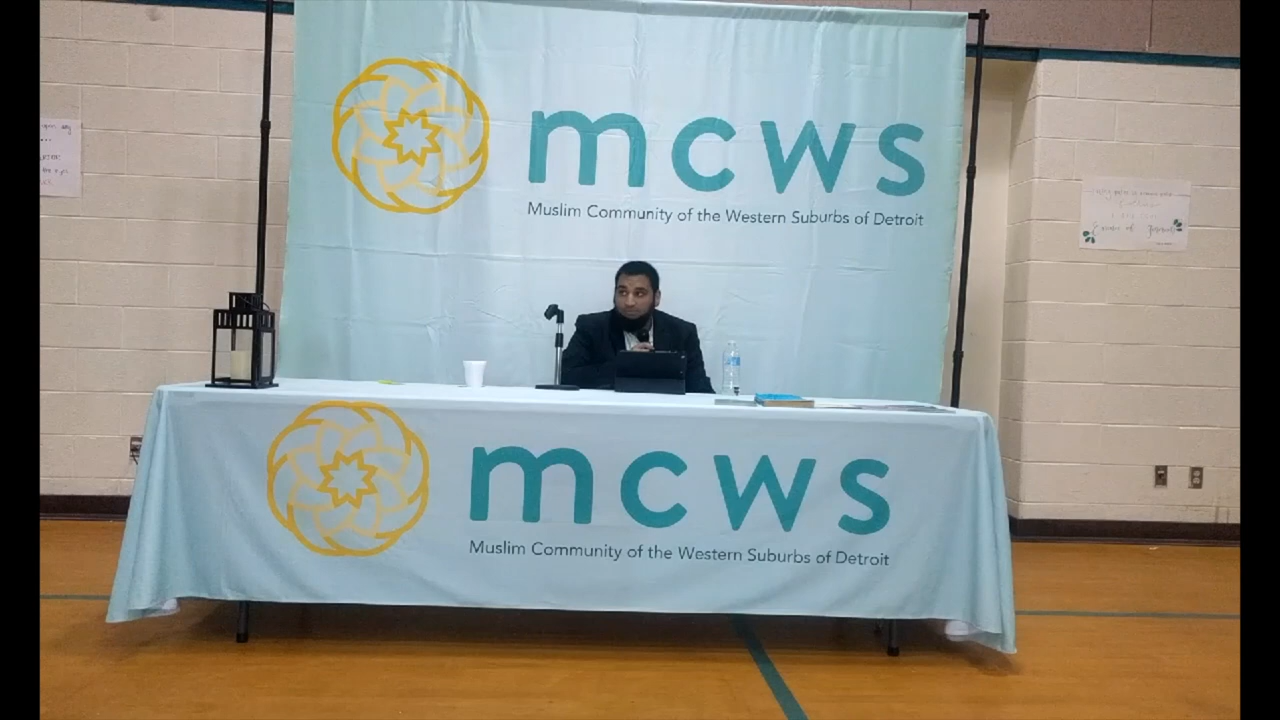 mcws
Muslim Community of the Western Suburbs of Detroit
mcws
Muslim Community of the Western Suburbs of Detroit